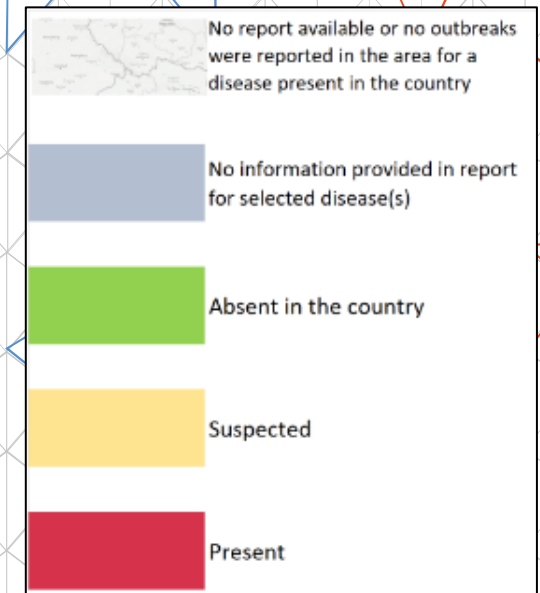 No report available or no outbreaks
were reported in the area for a
disease present in the country
No information provided in report
for selected disease(s)
Absent in the country
Suspected
Present